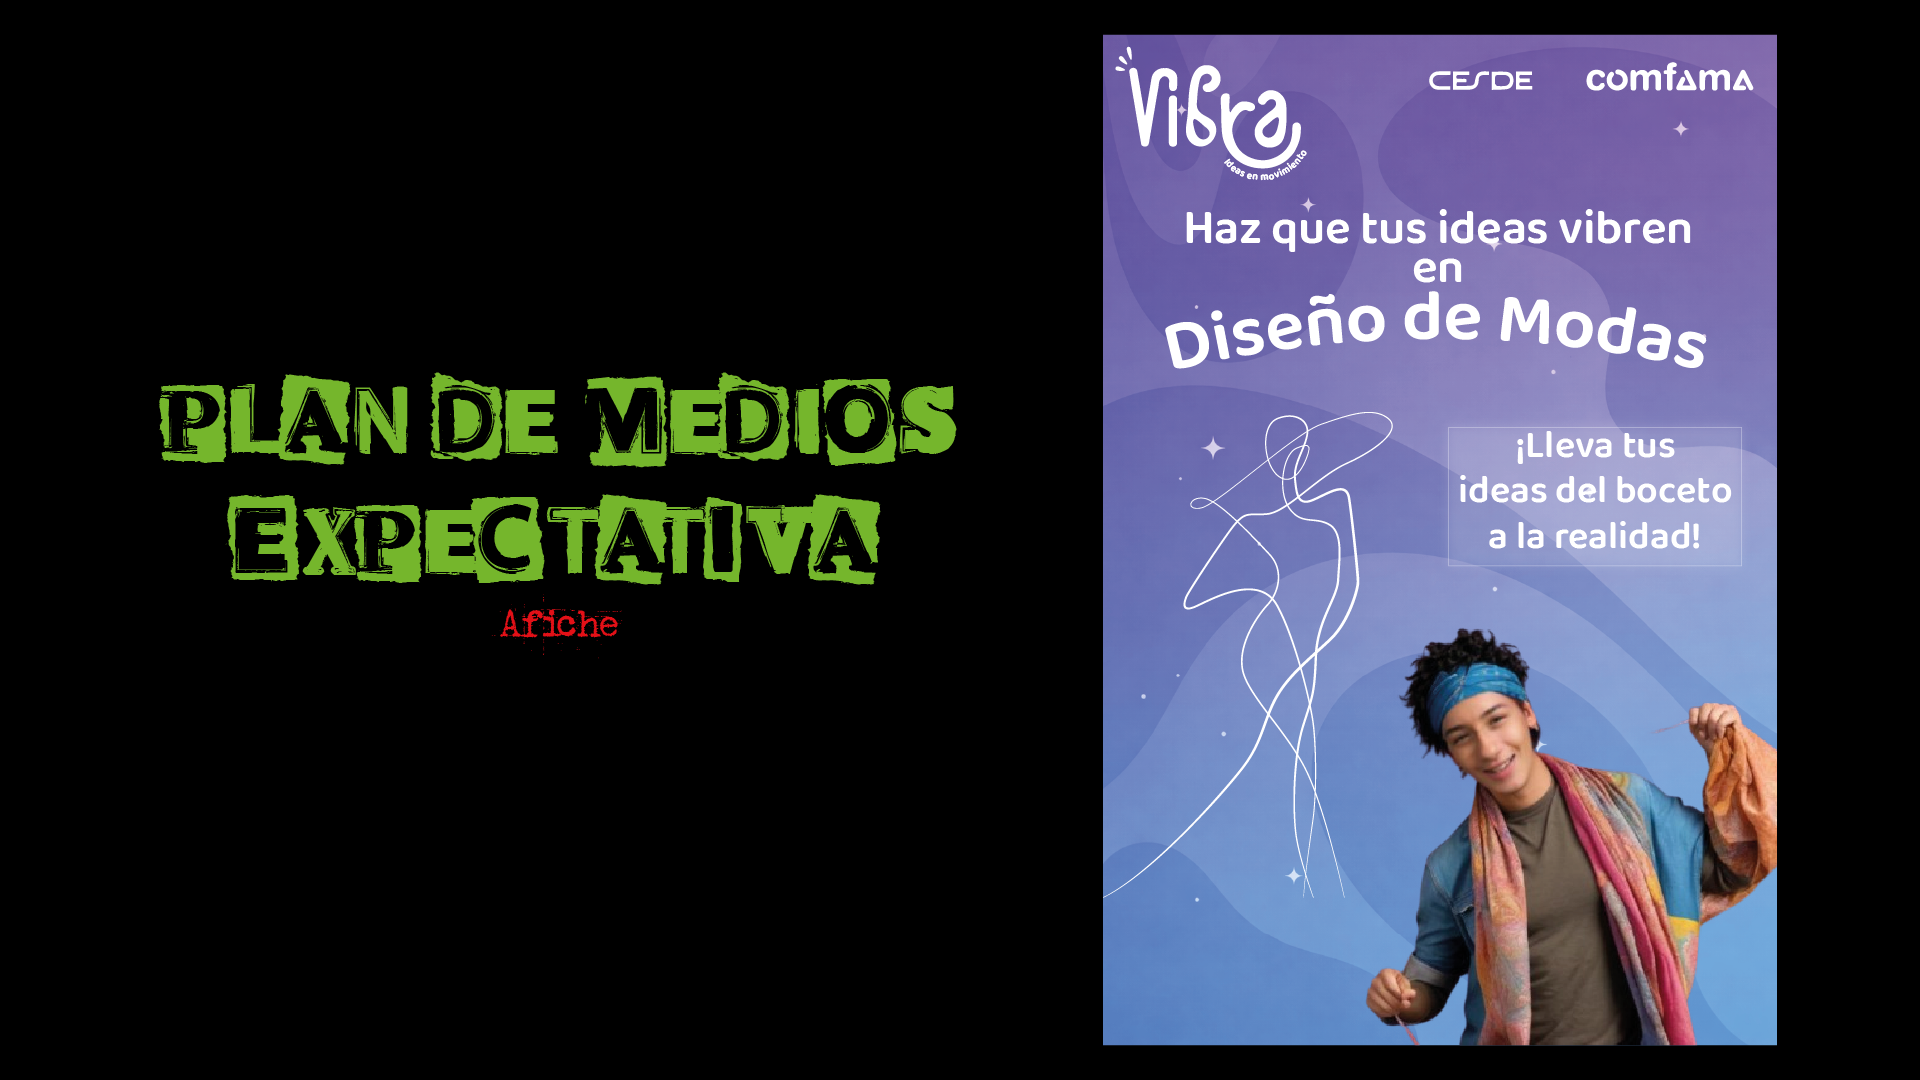 PLAN DE MEDIOS
EXPECTATIVA
Afiche
Vibra
Ideas en movimiento
CESDE
comfama
Haz que tus ideas vibren
en
Diseño de Modas
¡Lleva tus
ideas del boceto
a la realidad!